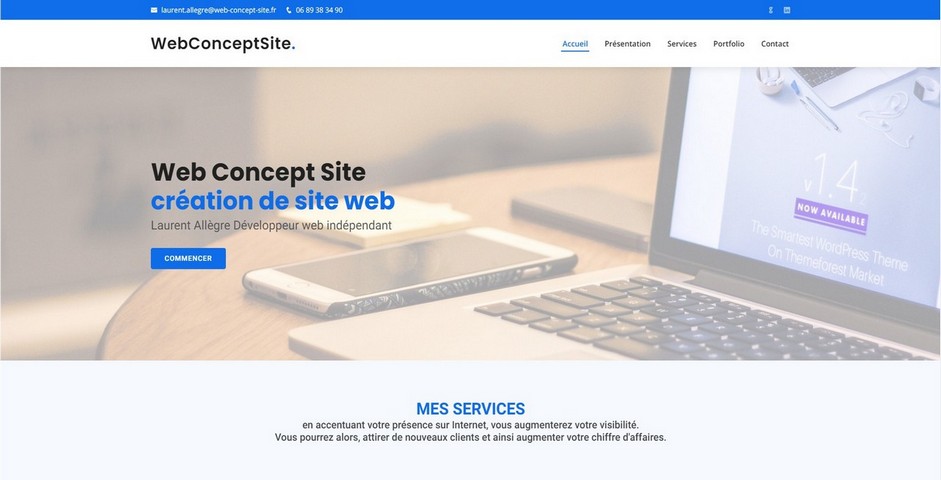 laurent.allegre@web-concept-site.fr 06 89 38 34 90
WebConceptSite.
Accueil Présentation Services Portfolio Contact
Web Concept Site
création de site web
Laurent Allègre Développeur web indépendant
COMMENCER
v1.4.2
NOW AVAILABLE
The Smartest WordPress Theme
On Themeforest Market
MES SERVICES
en accentuant votre présence sur Internet, vous augmenterez votre visibilité.
Vous pourrez alors, attirer de nouveaux clients et ainsi augmenter votre chiffre d'affaires.